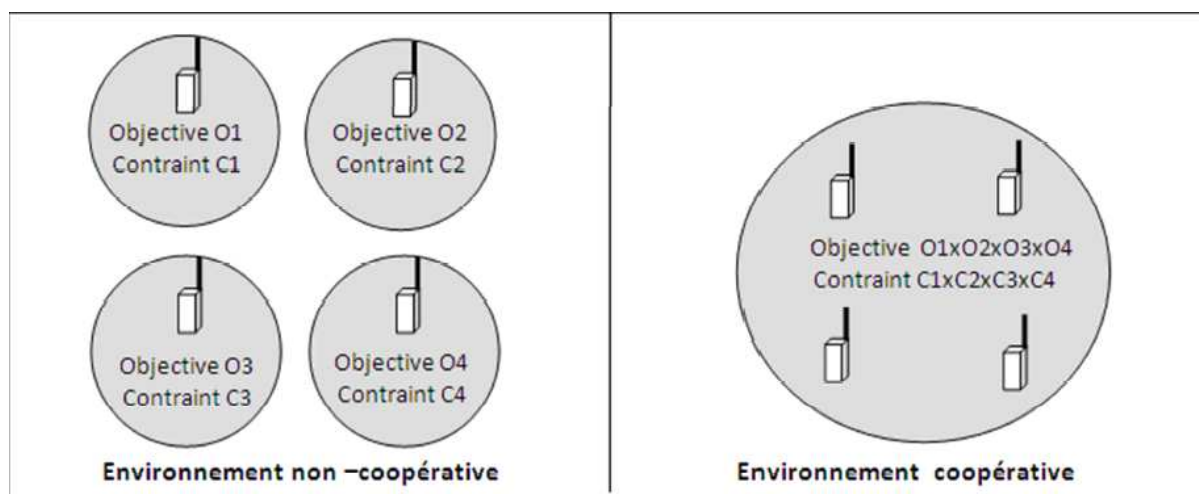 Objective O1
Contraint C1
Objective O2
Contraint C2
Objective O3
Contraint C3
Objective O4
Contraint C4
Environnement non –coopérative
Objective O1xO2xO3xO4
Contraint C1xC2xC3xC4
Environnement coopérative